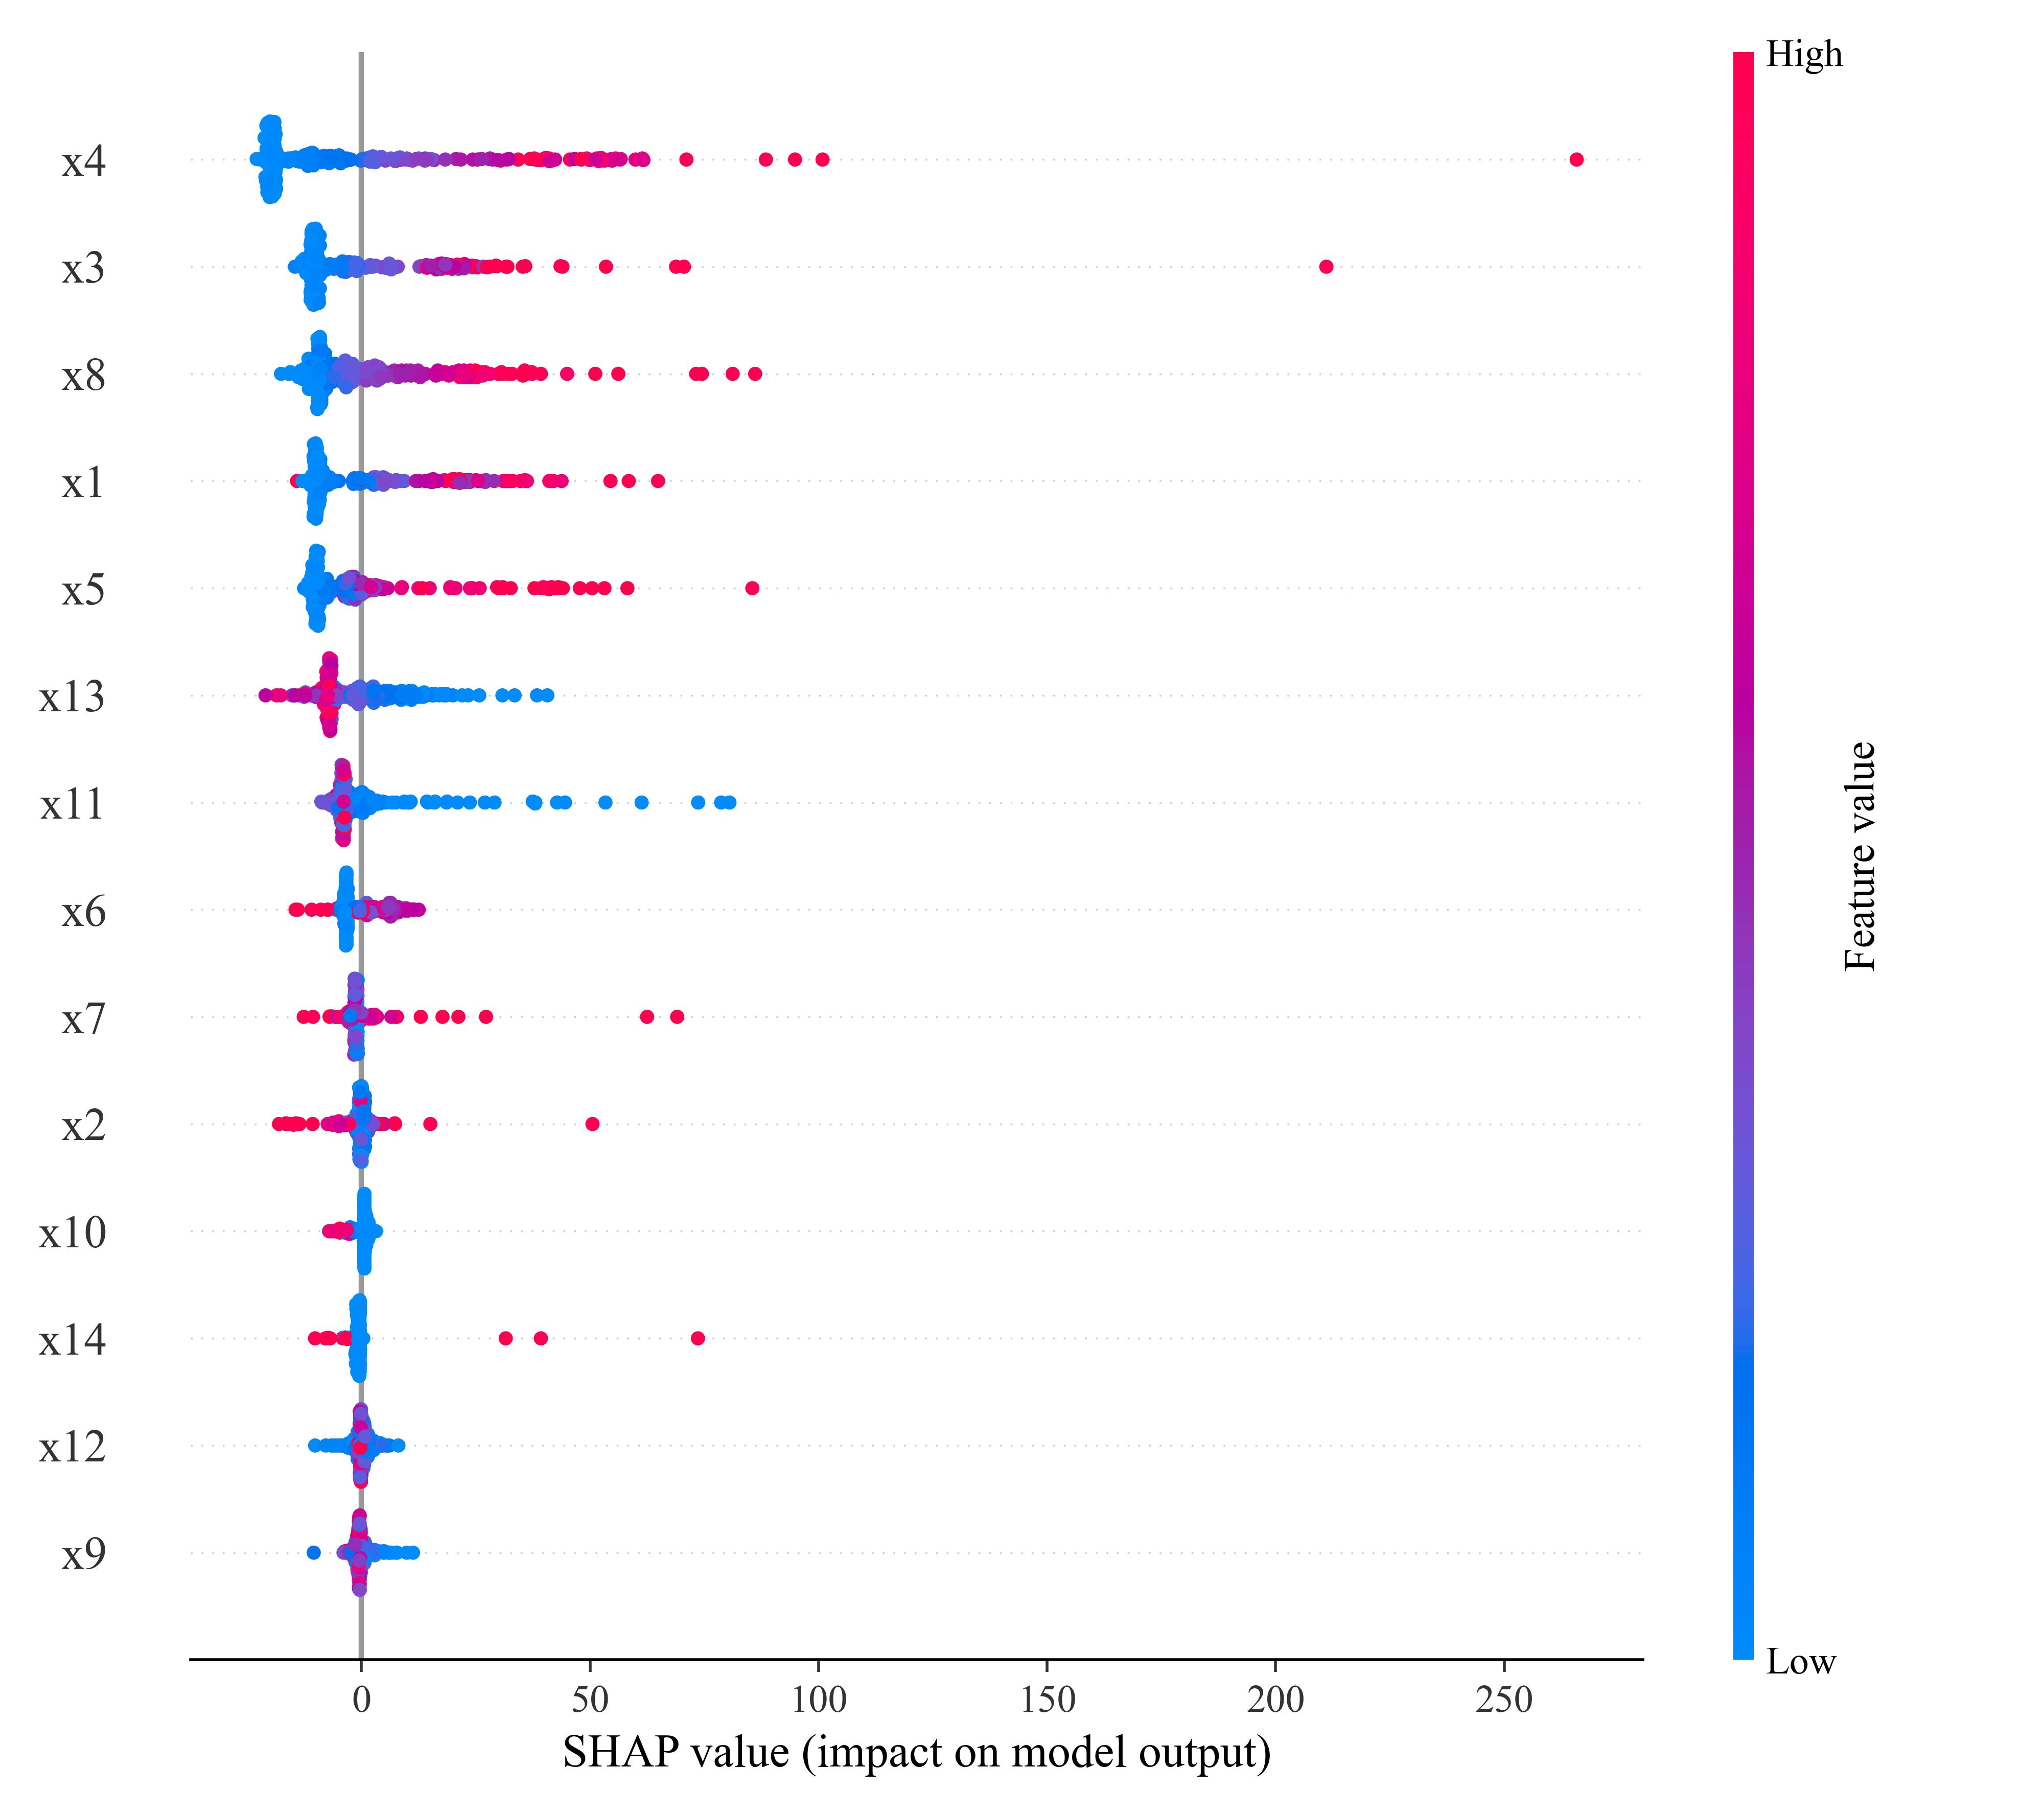 High
x4
x3
x8
x1
x5
x13
x11
x6
x7
x2
x10
x14
x12
x9
Low
Feature value
0 50 100 150 200 250
SHAP value (impact on model output)